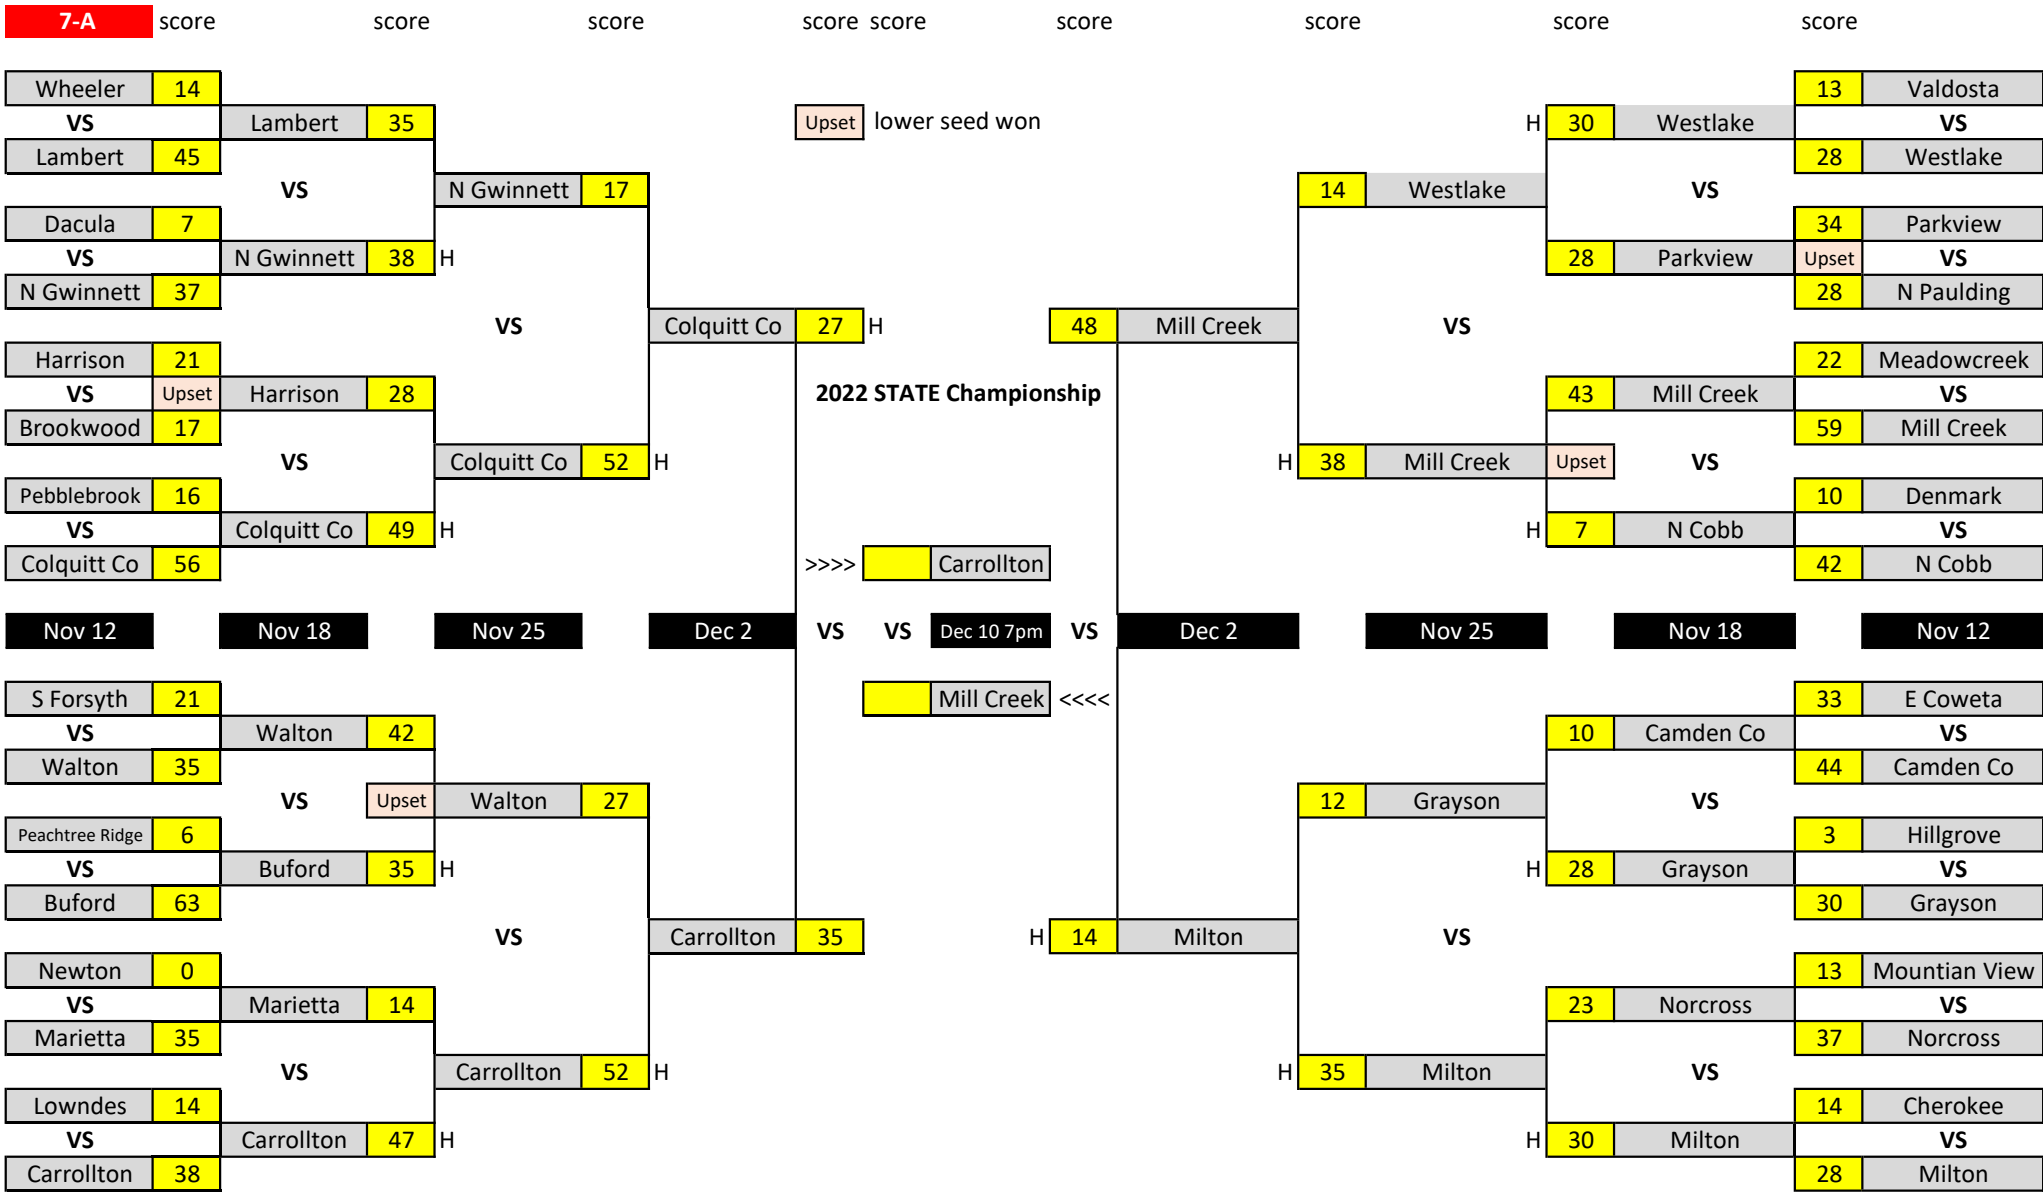 7-A score score score score score score score score score
Wheeler 14 13 Valdosta
VS Lambert 35 Upset lower seed won H 30 Westlake VS
Lambert 45 28 Westlake
VS N Gwinnett 17 14 Westlake VS
Dacula 7 34 Parkview
VS N Gwinnett 38 H 28 Parkview Upset VS
N Gwinnett 37 28 N Paulding
VS Colquitt Co 27 H 48 Mill Creek VS
Harrison 21 22 Meadowcreek
VS Upset Harrison 28 2022 STATE Championship 43 Mill Creek VS
Brookwood 17 59 Mill Creek
VS Colquitt Co 52 H H 38 Mill Creek Upset VS
Pebblebrook 16 10 Denmark
VS Colquitt Co 49 H H 7 N Cobb VS
Colquitt Co 56 >>>> Carrollton 42 N Cobb
Nov 12 Nov 18 Nov 25 Dec 2 VS VS Dec 10 7pm VS Dec 2 Nov 25 Nov 18 Nov 12
S Forsyth 21 Mill Creek <<<< 33 E Coweta
VS Walton 42 10 Camden Co VS
Walton 35 44 Camden Co
VS Upset Walton 27 12 Grayson VS
Peachtree Ridge 6 3 Hillgrove
VS Buford 35 H H 28 Grayson VS
Buford 63 30 Grayson
VS Carrollton 35 H 14 Milton VS
Newton 0 13 Mountian View
VS Marietta 14 23 Norcross VS
Marietta 35 37 Norcross
VS Carrollton 52 H H 35 Milton VS
Lowndes 14 14 Cherokee
VS Carrollton 47 H H 30 Milton VS
Carrollton 38 28 Milton